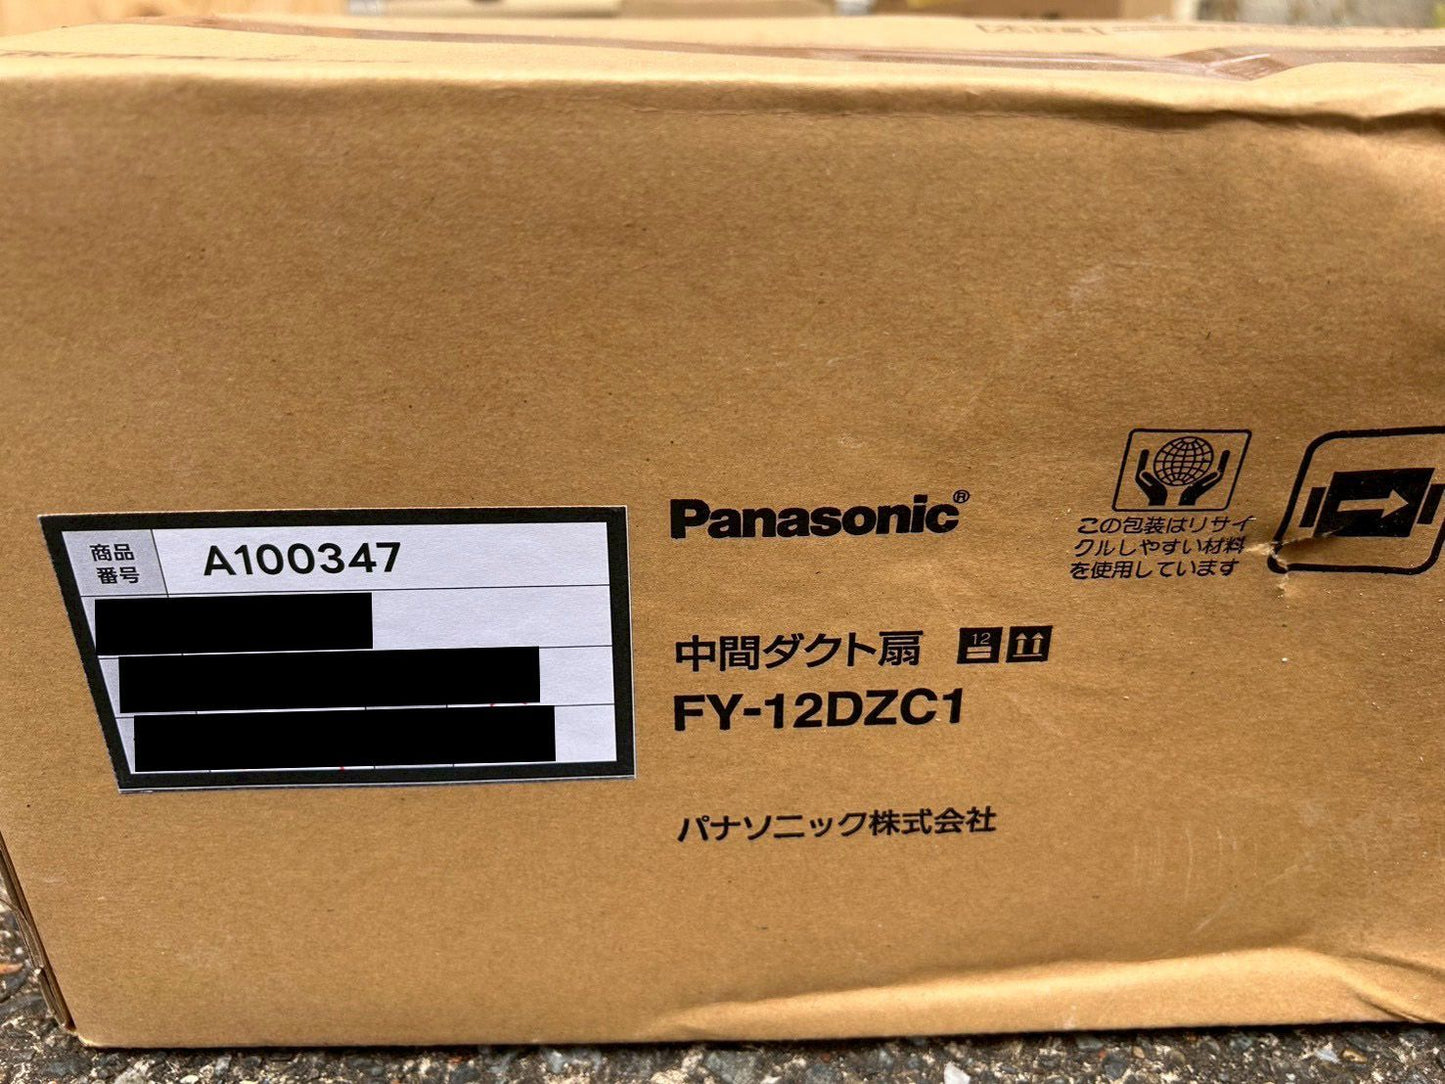 商品
番号
A100347
Panasonic®
中間ダクト扇
12
FY-12DZC1
パナソニック株式会社
この包装はリサイ
クルしやすい材料
を使用しています